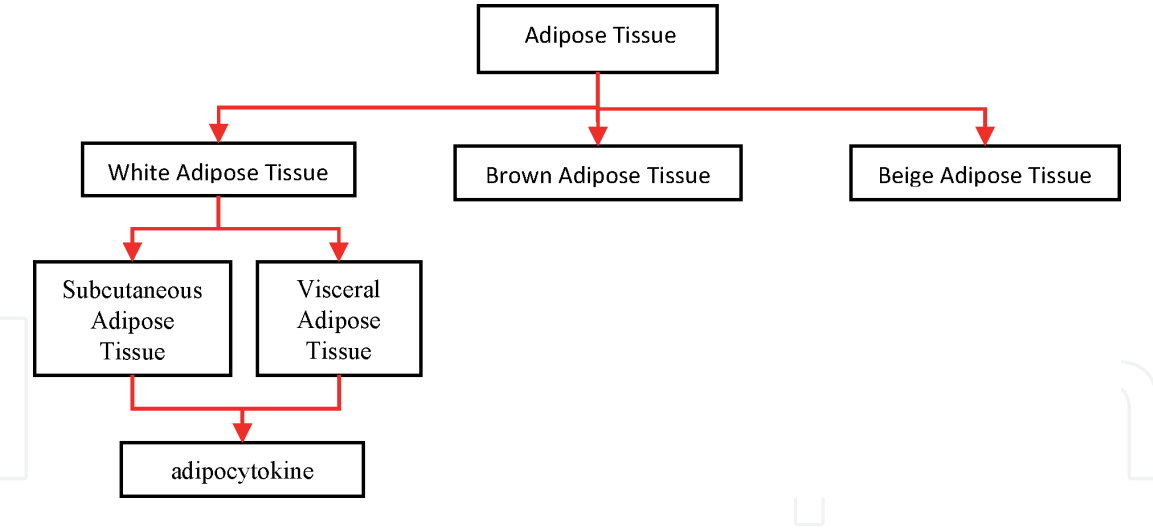 Adipose Tissue
White Adipose Tissue
Brown Adipose Tissue
Beige Adipose Tissue
Subcutaneous
Adipose
Tissue
Visceral
Adipose
Tissue
adipocytokine